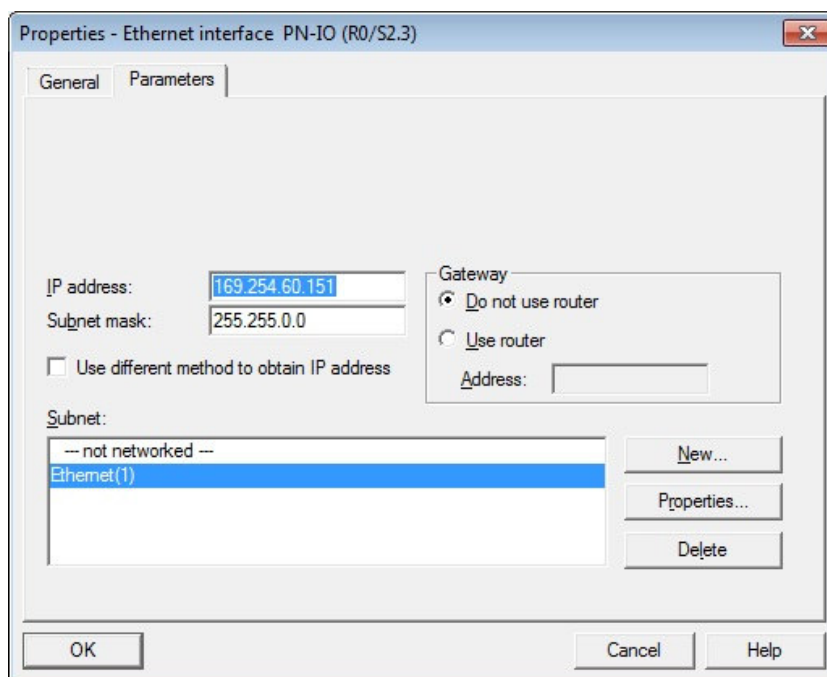 Properties - Ethernet interface PN-IO (R0/S2.3)
General
Parameters
IP address:
169.254.60.151
Subnet mask:
255.255.0.0
Use different method to obtain IP address
Gateway
Do not use router
Use router
Address:
Subnet:
--- not networked ---
Ethernet(1)
New...
Properties...
Delete
OK
Cancel
Help